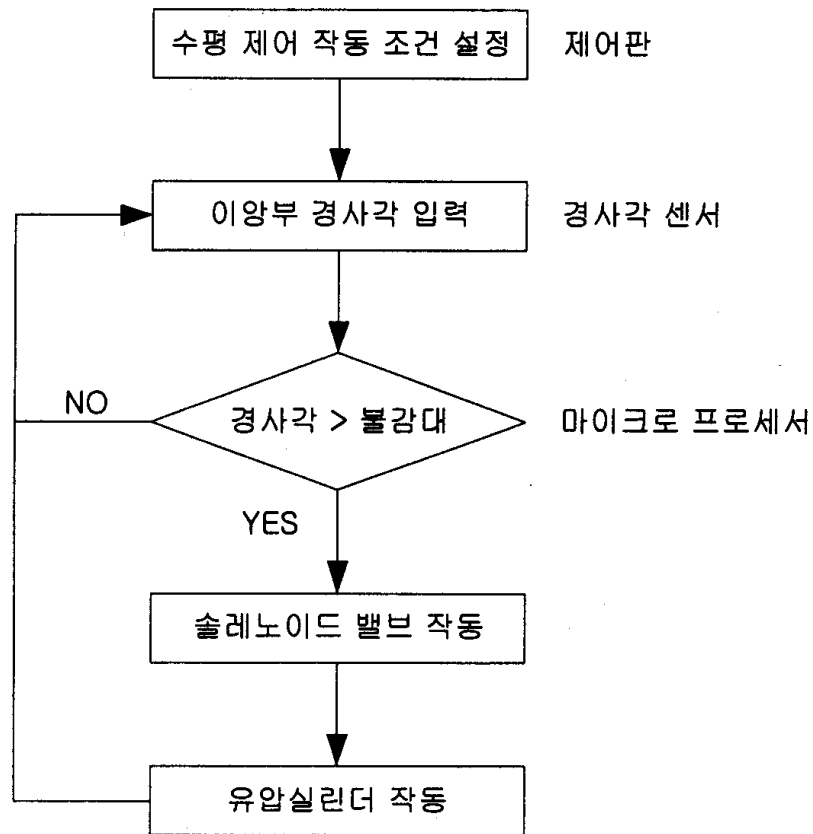 수평 제어 작동 조건 설정 제어판
이앙부 경사각 입력 경사각 센서
NO
경사각 > 불감대 마이크로 프로세서
YES
솔레노이드 밸브 작동
유압실린더 작동